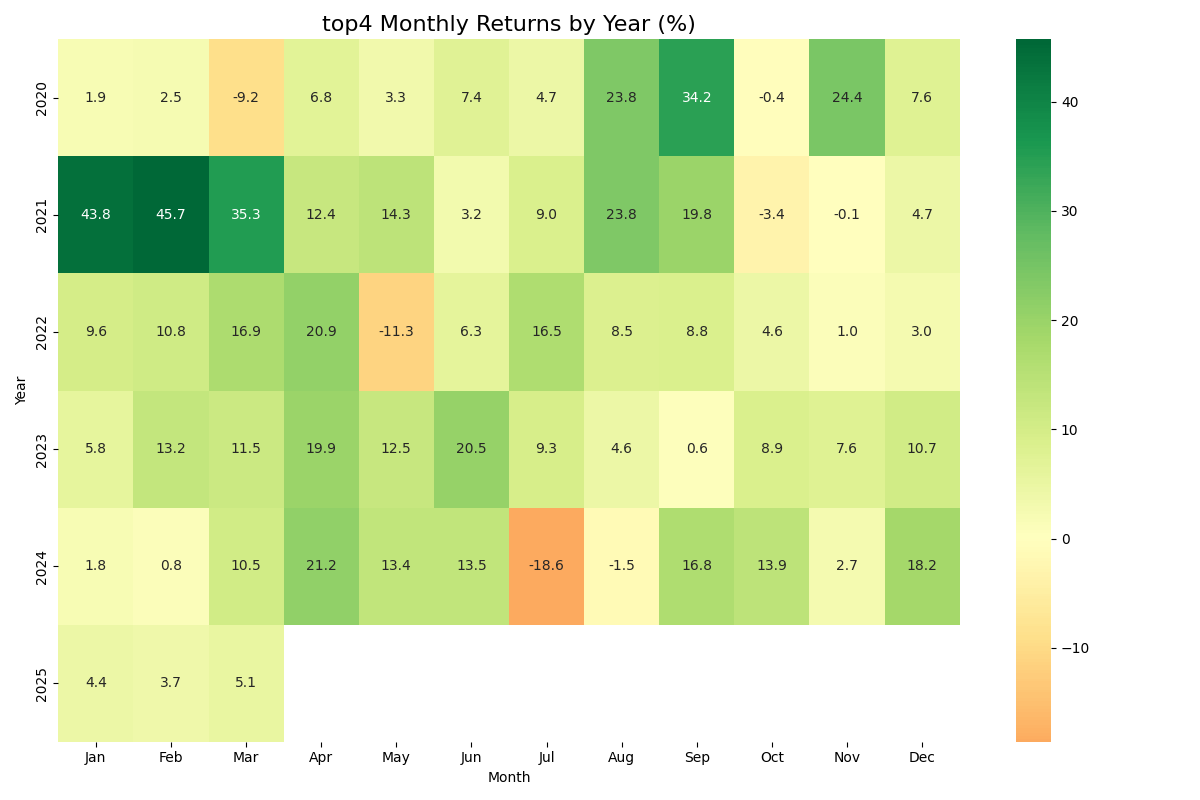 top4 Monthly Returns by Year (%)
2020 1.9 2.5 -9.2 6.8 3.3 7.4 4.7 23.8 34.2 -0.4 24.4 7.6
2021 43.8 45.7 35.3 12.4 14.3 3.2 9.0 23.8 19.8 -3.4 -0.1 4.7
2022 9.6 10.8 16.9 20.9 -11.3 6.3 16.5 8.5 8.8 4.6 1.0 3.0
2023 5.8 13.2 11.5 19.9 12.5 20.5 9.3 4.6 0.6 8.9 7.6 10.7
2024 1.8 0.8 10.5 21.2 13.4 13.5 -18.6 -1.5 16.8 13.9 2.7 18.2
2025 4.4 3.7 5.1
Jan Feb Mar Apr May Jun Jul Aug Sep Oct Nov Dec
Month
Year
40
30
20
10
0
−10